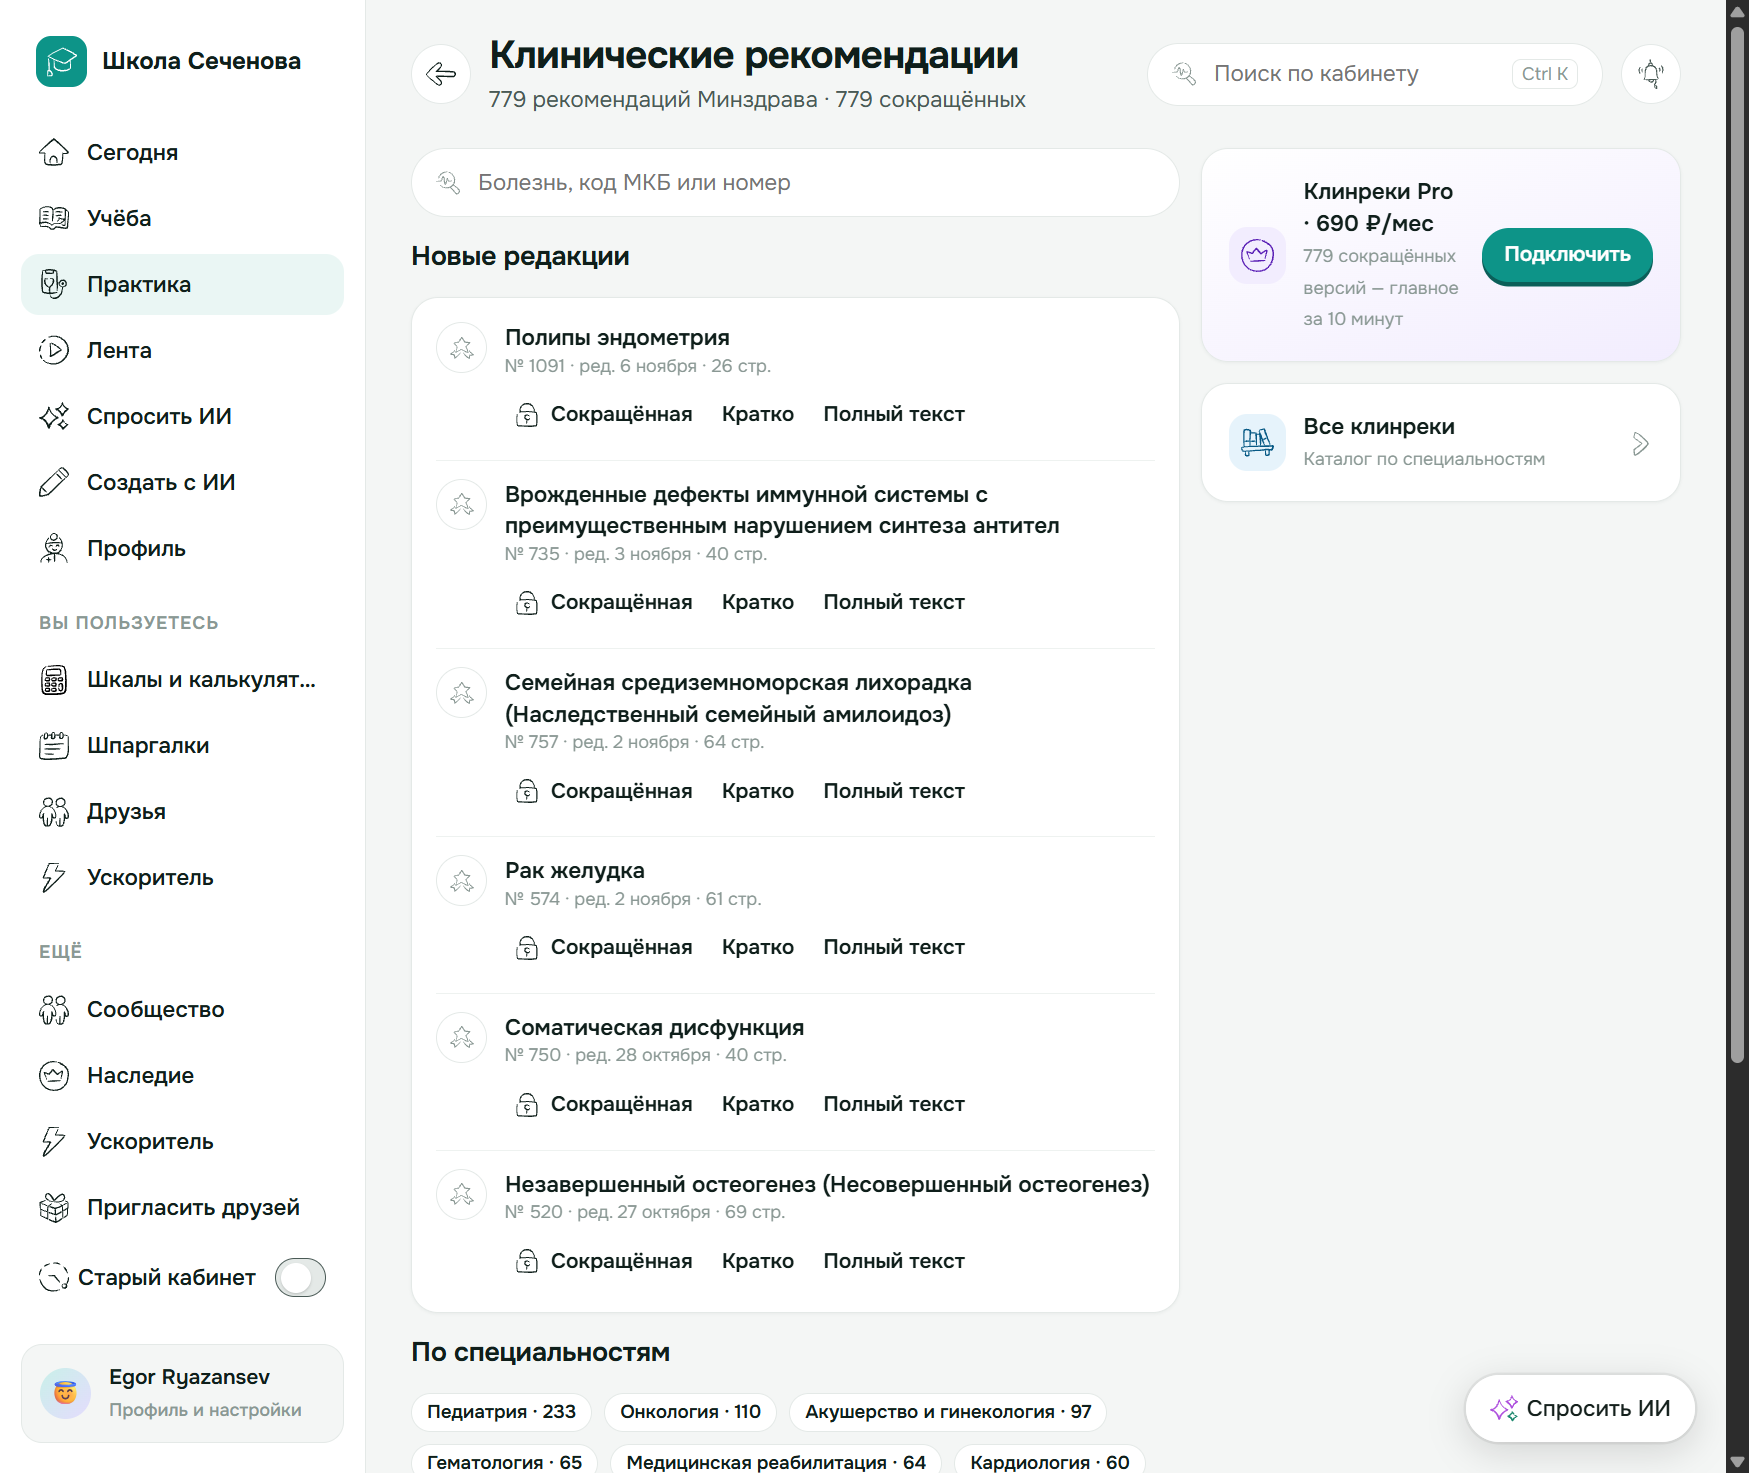 Школа Сеченова
Сегодня
Учёба
Практика
Лента
Спросить ИИ
Создать с ИИ
Профиль
ВЫ ПОЛЬЗУЕТЕСЬ
Шкалы и калькулят...
Шпаргалки
Друзья
Ускоритель
ЕЩЁ
Сообщество
Наследие
Ускоритель
Пригласить друзей
Старый кабинет
Egor Ryazansev
Профиль и настройки
Клинические рекомендации
779 рекомендаций Минздрава · 779 сокращённых
Поиск по кабинету Ctrl K
Болезнь, код МКБ или номер
Новые редакции
Полипы эндометрия
№ 1091 · ред. 6 ноября · 26 стр.
Сокращённая Кратко Полный текст
Врожденные дефекты иммунной системы с
преимущественным нарушением синтеза антител
№ 735 · ред. 3 ноября · 40 стр.
Сокращённая Кратко Полный текст
Семейная средиземноморская лихорадка
(Наследственный семейный амилоидоз)
№ 757 · ред. 2 ноября · 64 стр.
Сокращённая Кратко Полный текст
Рак желудка
№ 574 · ред. 2 ноября · 61 стр.
Сокращённая Кратко Полный текст
Соматическая дисфункция
№ 750 · ред. 28 октября · 40 стр.
Сокращённая Кратко Полный текст
Незавершенный остеогенез (Несовершенный остеогенез)
№ 520 · ред. 27 октября · 69 стр.
Сокращённая Кратко Полный текст
По специальностям
Педиатрия · 233 Онкология · 110 Акушерство и гинекология · 97
Гематология · 65 Медицинская реабилитация · 64 Кардиология · 60
Клинреки Pro
· 690 ₽/мес
779 сокращённых
версий — главное
за 10 минут
Подключить
Все клинреки
Каталог по специальностям
Спросить ИИ